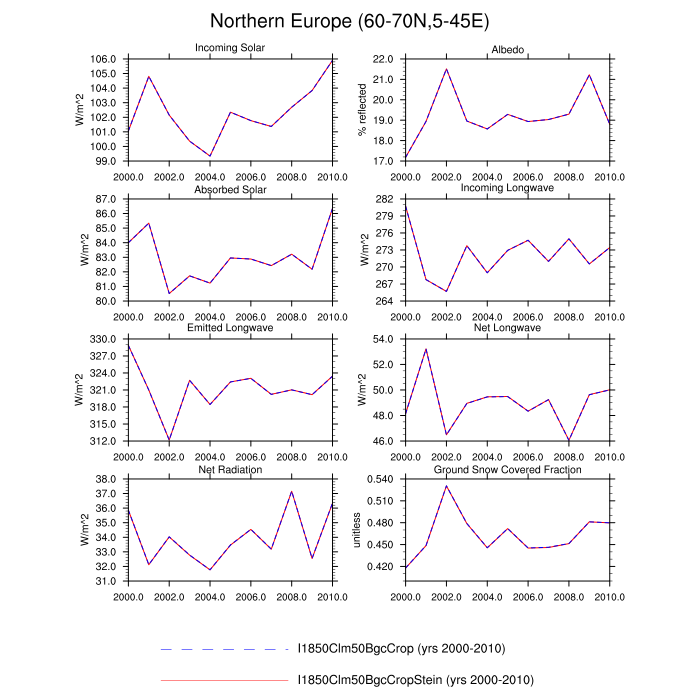 Northern Europe (60-70N,5-45E)
Incoming Solar
106.0
105.0
104.0
103.0
102.0
101.0
100.0
99.0
W/m^2
2000.0 2002.0 2004.0 2006.0 2008.0 2010.0
Albedo
22.0
21.0
20.0
19.0
18.0
17.0
% reflected
2000.0 2002.0 2004.0 2006.0 2008.0 2010.0
Absorbed Solar
87.0
86.0
85.0
84.0
83.0
82.0
81.0
80.0
W/m^2
2000.0 2002.0 2004.0 2006.0 2008.0 2010.0
Incoming Longwave
282
279
276
273
270
267
264
W/m^2
2000.0 2002.0 2004.0 2006.0 2008.0 2010.0
Emitted Longwave
330.0
327.0
324.0
321.0
318.0
315.0
312.0
W/m^2
2000.0 2002.0 2004.0 2006.0 2008.0 2010.0
Net Longwave
54.0
52.0
50.0
48.0
46.0
W/m^2
2000.0 2002.0 2004.0 2006.0 2008.0 2010.0
Net Radiation
38.0
37.0
36.0
35.0
34.0
33.0
32.0
31.0
W/m^2
2000.0 2002.0 2004.0 2006.0 2008.0 2010.0
Ground Snow Covered Fraction
0.540
0.510
0.480
0.450
0.420
unitless
2000.0 2002.0 2004.0 2006.0 2008.0 2010.0
I1850Clm50BgcCrop (yrs 2000-2010)
I1850Clm50BgcCropStein (yrs 2000-2010)